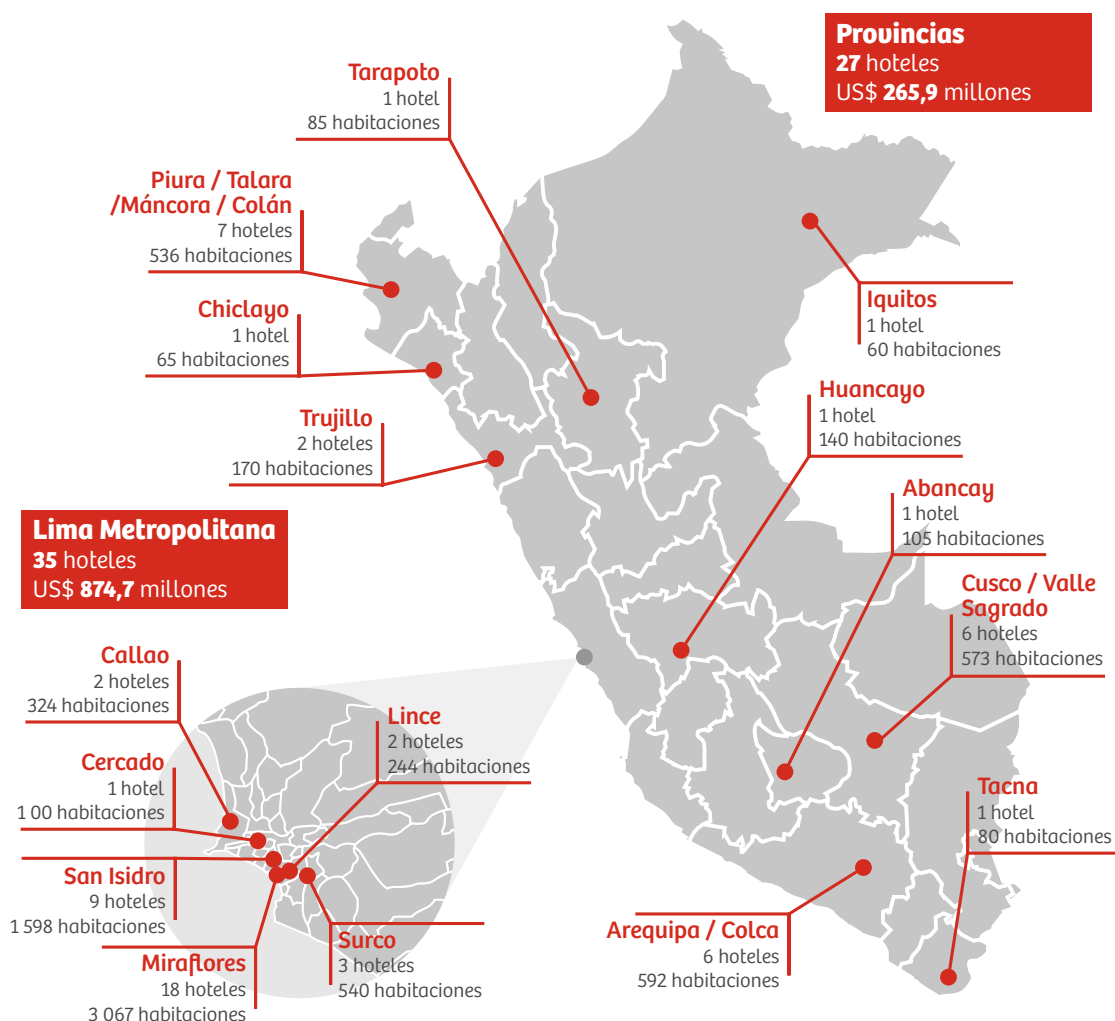 Provincias
27 hoteles
US$ 265,9 millones
Tarapoto
1 hotel
85 habitaciones
Piura / Talara
/Máncora / Colán
7 hoteles
536 habitaciones
Chiclayo
1 hotel
65 habitaciones
Trujillo
2 hoteles
170 habitaciones
Iquitos
1 hotel
60 habitaciones
Huancayo
1 hotel
140 habitaciones
Abancay
1 hotel
105 habitaciones
Cusco / Valle
Sagrado
6 hoteles
573 habitaciones
Tacna
1 hotel
80 habitaciones
Arequipa / Colca
6 hoteles
592 habitaciones
Lima Metropolitana
35 hoteles
US$ 874,7 millones
Callao
2 hoteles
324 habitaciones
Lince
2 hoteles
244 habitaciones
Cercado
1 hotel
1 00 habitaciones
San Isidro
9 hoteles
1 598 habitaciones
Miraflores
18 hoteles
3 067 habitaciones
Surco
3 hoteles
540 habitaciones